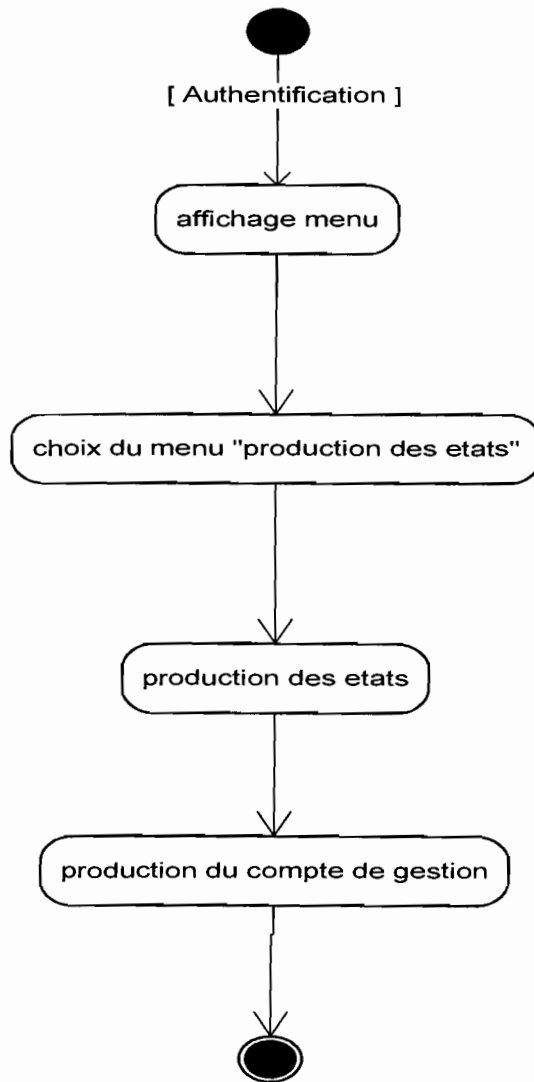 [ Authentification ]
affichage menu
choix du menu "production des etats"
production des etats
production du compte de gestion